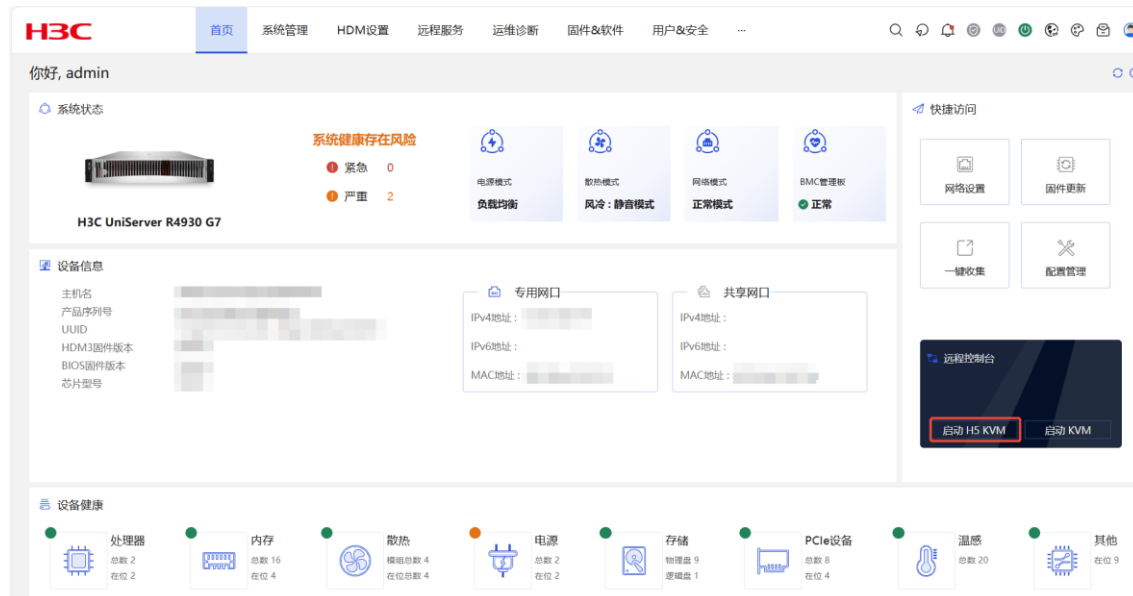 H3C 首页 系统管理 HDM设置 远程服务 运维诊断 固件&软件 用户&安全 ... UID
你好, admin
系统状态
系统健康存在风险
紧急 0
严重 2
H3C UniServer R4930 G7
电源模式
负载均衡
散热模式
风冷 : 静音模式
网络模式
正常模式
BMC管理板
正常
快捷访问
网络设置
固件更新
一键收集
配置管理
设备信息
主机名
产品序列号
UUID
HDM3固件版本
BIOS固件版本
芯片型号
专用网口
IPv4地址 :
IPv6地址 :
MAC地址 :
共享网口
IPv4地址 :
IPv6地址 :
MAC地址 :
远程控制台
启动 H5 KVM 启动 KVM
设备健康
处理器
总数 2
在位 2
内存
总数 16
在位 4
散热
模组总数 4
在位总数 4
电源
总数 2
在位 2
存储
物理盘 9
逻辑盘 1
PCIe设备
总数 8
在位 4
温感
总数 20
其他
在位 9